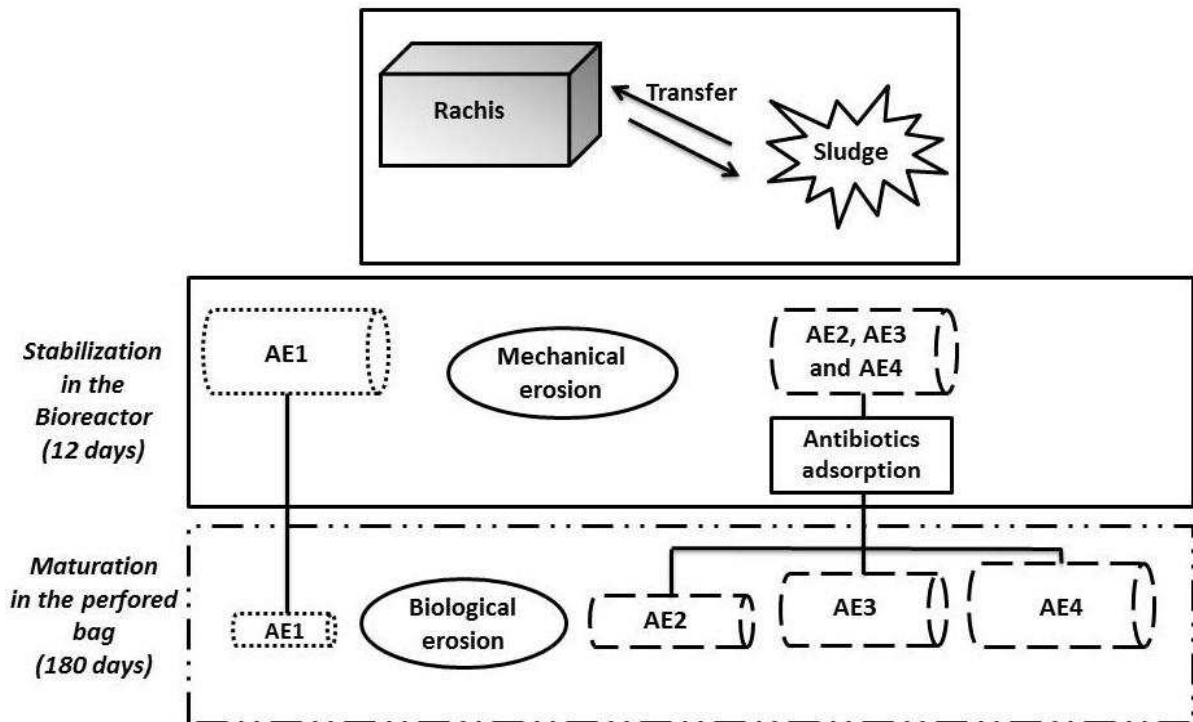 Rachis
Transfer
Sludge
Stabilization
in the
Bioreactor
(12 days)
AE1
Mechanical
erosion
AE2, AE3
and AE4
Antibiotics
adsorption
Maturation
in the perfored
bag
(180 days)
AE1
Biological
erosion
AE2
AE3
AE4